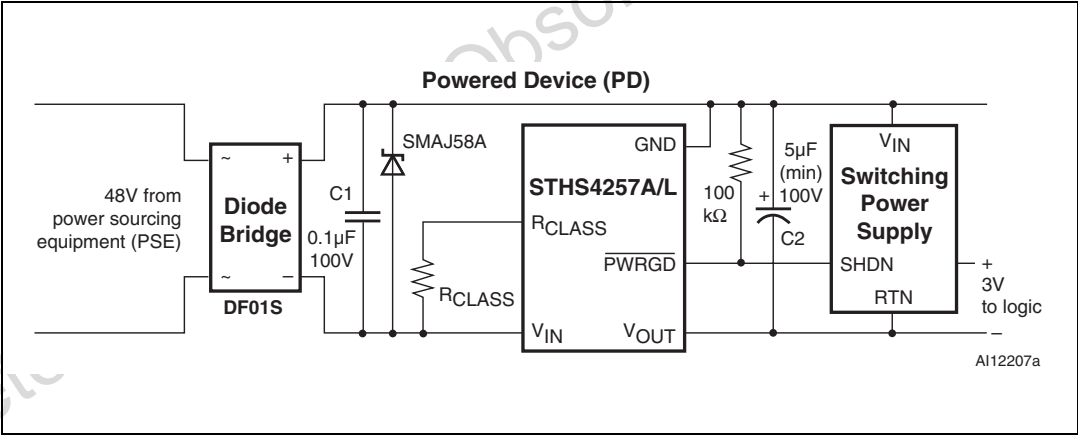 Obsol
ete
Powered Device (PD)
48V from
power sourcing
equipment (PSE)
~ +
Diode
Bridge
~ –
DF01S
C1
0.1µF
100V
SMAJ58A
RCLASS
STHS4257A/L
GND
RCLASS
PWRGD
VIN
VOUT
100
kΩ
5µF
(min)
+ 100V
C2
VIN
Switching
Power
Supply
SHDN
RTN
+
3V
to logic
–
AI12207a